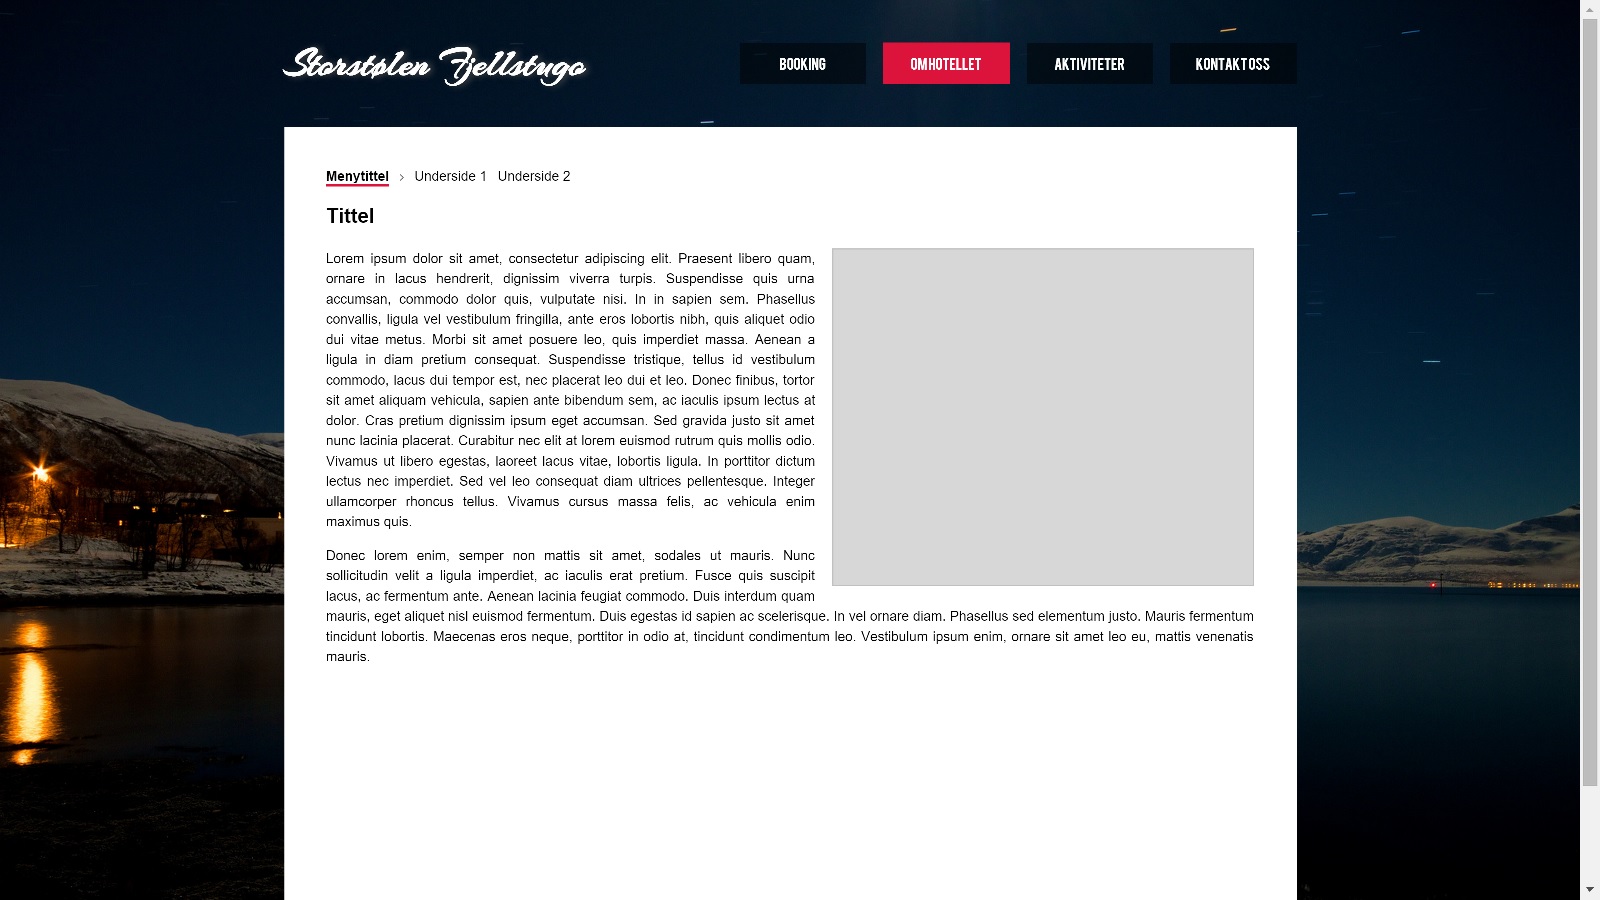 Storstølen Fjellstugo
BOOKING
OM HOTELLET
AKTIVITETER
KONTAKT OSS
Menytittel › Underside 1 Underside 2
Tittel
Lorem ipsum dolor sit amet, consectetur adipiscing elit. Praesent libero quam,
ornare in lacus hendrerit, dignissim viverra turpis. Suspendisse quis urna
accumsan, commodo dolor quis, vulputate nisi. In in sapien sem. Phasellus
convallis, ligula vel vestibulum fringilla, ante eros lobortis nibh, quis aliquet odio
dui vitae metus. Morbi sit amet posuere leo, quis imperdiet massa. Aenean a
ligula in diam pretium consequat. Suspendisse tristique, tellus id vestibulum
commodo, lacus dui tempor est, nec placerat leo dui et leo. Donec finibus, tortor
sit amet aliquam vehicula, sapien ante bibendum sem, ac iaculis ipsum lectus at
dolor. Cras pretium dignissim ipsum eget accumsan. Sed gravida justo sit amet
nunc lacinia placerat. Curabitur nec elit at lorem euismod rutrum quis mollis odio.
Vivamus ut libero egestas, laoreet lacus vitae, lobortis ligula. In porttitor dictum
lectus nec imperdiet. Sed vel leo consequat diam ultrices pellentesque. Integer
ullamcorper rhoncus tellus. Vivamus cursus massa felis, ac vehicula enim
maximus quis.
Donec lorem enim, semper non mattis sit amet, sodales ut mauris. Nunc
sollicitudin velit a ligula imperdiet, ac iaculis erat pretium. Fusce quis suscipit
lacus, ac fermentum ante. Aenean lacinia feugiat commodo. Duis interdum quam
mauris, eget aliquet nisl euismod fermentum. Duis egestas id sapien ac scelerisque. In vel ornare diam. Phasellus sed elementum justo. Mauris fermentum
tincidunt lobortis. Maecenas eros neque, porttitor in odio at, tincidunt condimentum leo. Vestibulum ipsum enim, ornare sit amet leo eu, mattis venenatis
mauris.